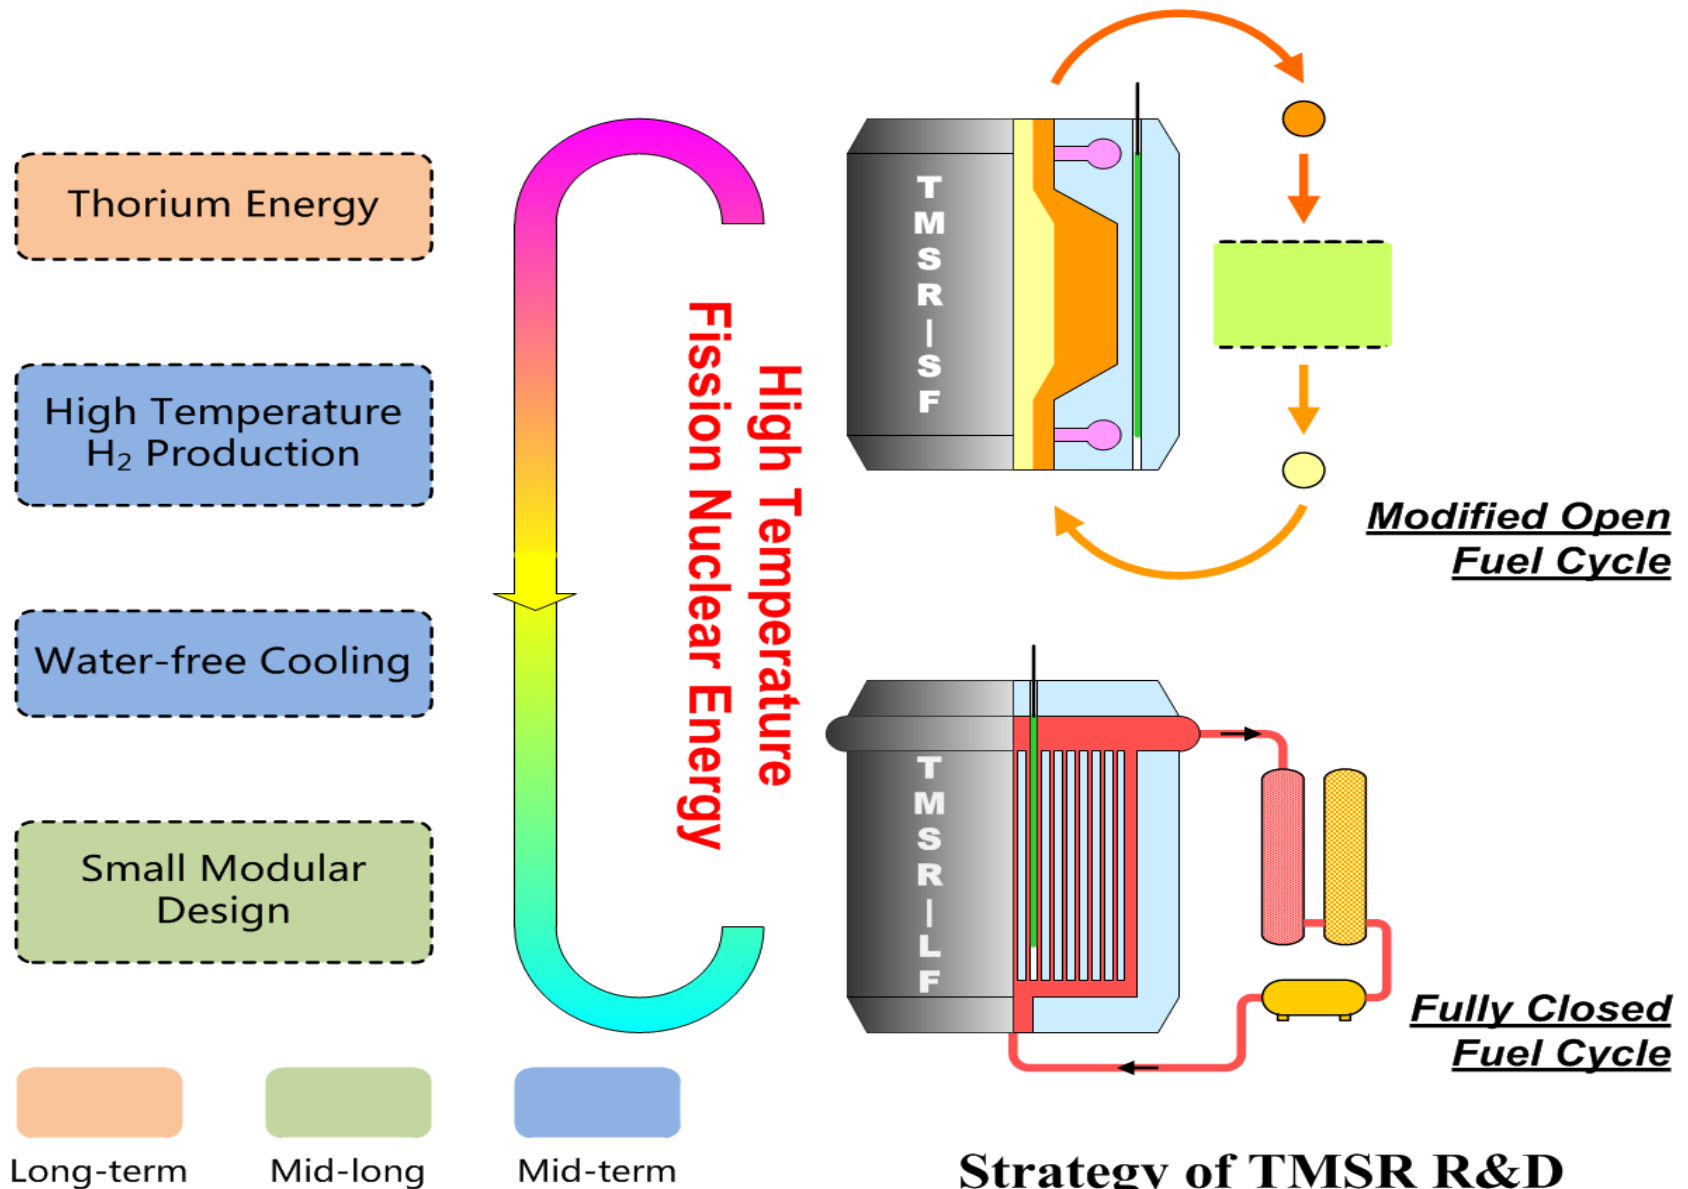 Thorium Energy
High Temperature
H₂ Production
Water-free Cooling
Small Modular
Design
Long-term
Mid-long
Mid-term
High Temperature
Fission Nuclear Energy
TMSR|SF
Modified Open
Fuel Cycle
TMSR|LF
Fully Closed
Fuel Cycle
Strategy of TMSR R&D